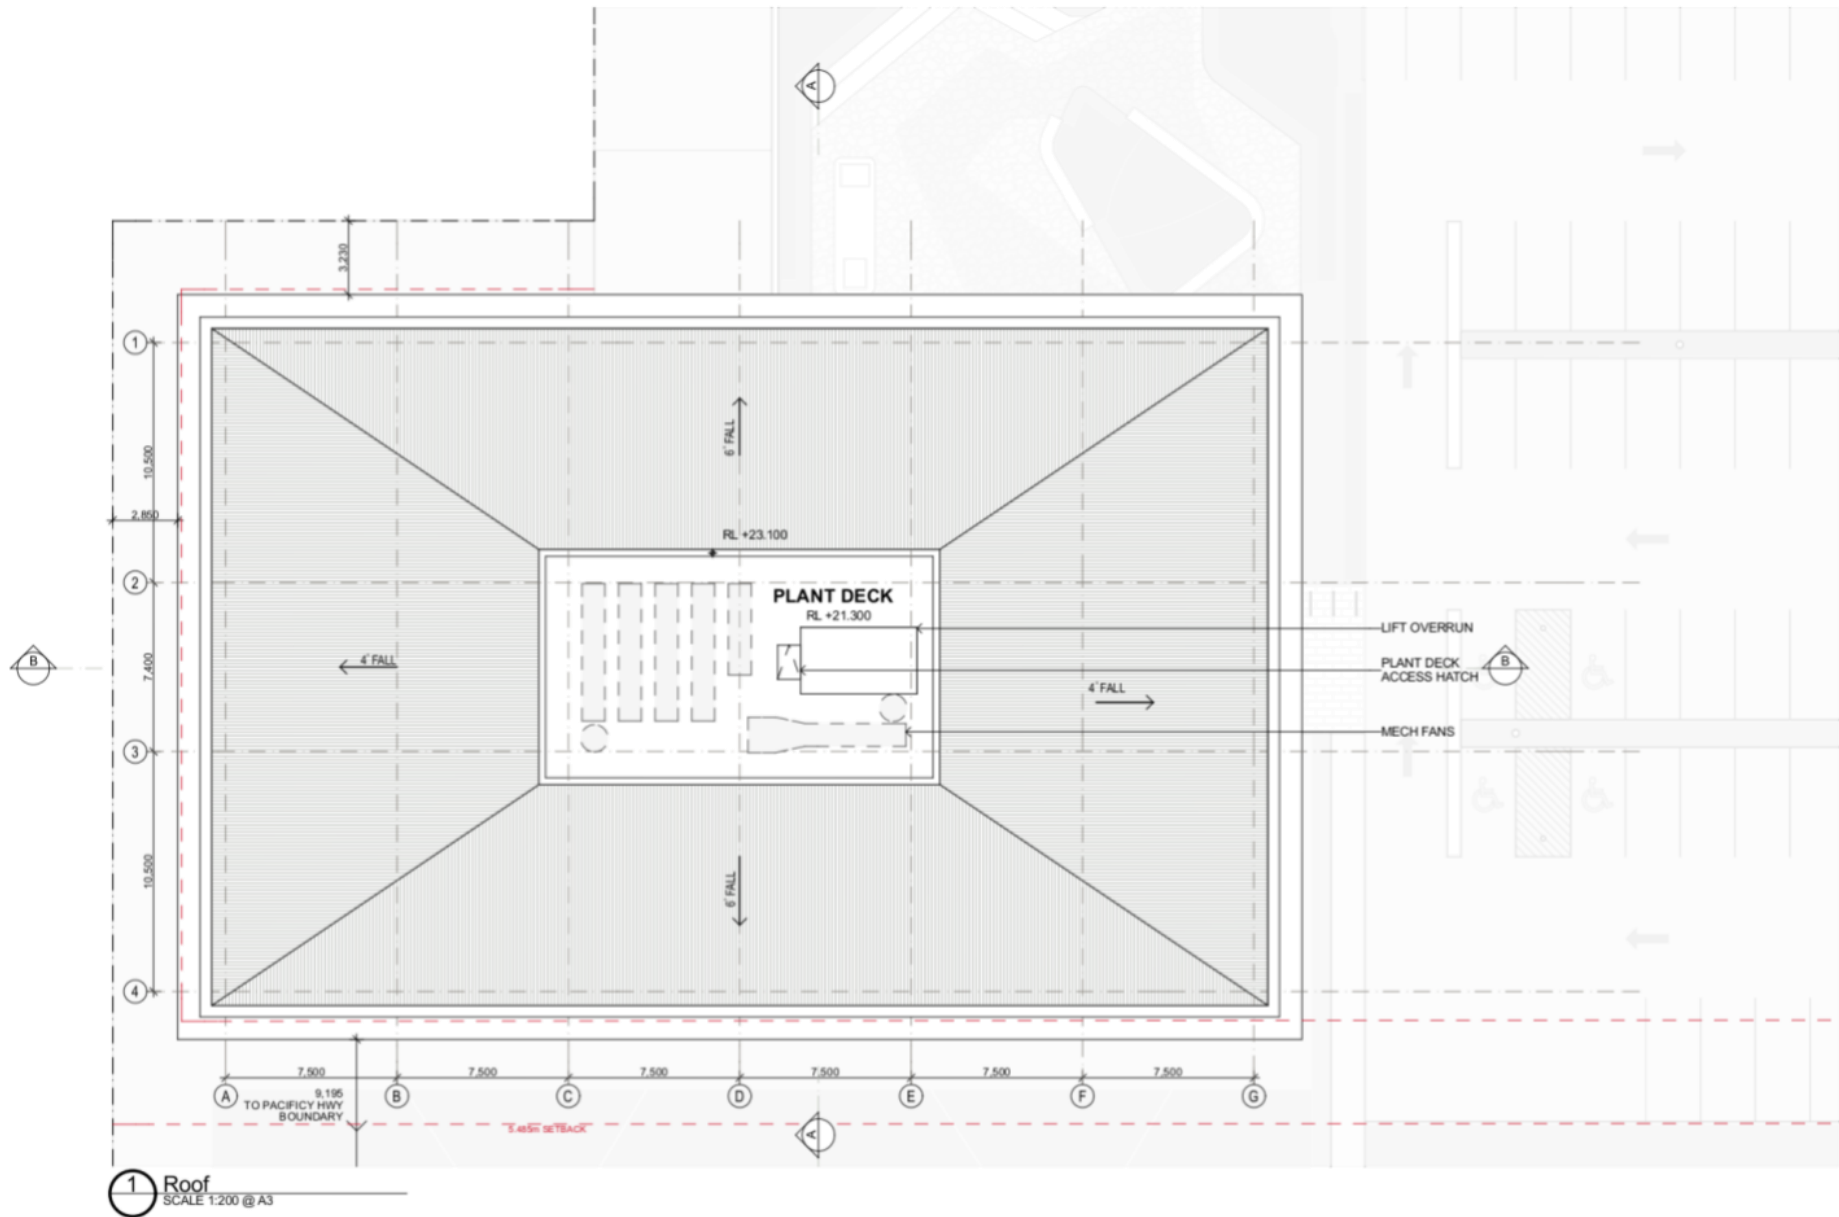 A
3,230
1
10,500
6° FALL
2,850
RL +23.100
2
PLANT DECK
RL +21.300
LIFT OVERRUN
B
7,400
4° FALL
PLANT DECK
ACCESS HATCH
B
4° FALL
MECH FANS
3
10,500
6° FALL
4
7,500
7,500
7,500
7,500
7,500
7,500
A
B
C
D
E
F
G
9,195
TO PACIFICY HWY
BOUNDARY
5.485m SETBACK
A
1
Roof
SCALE 1:200 @ A3